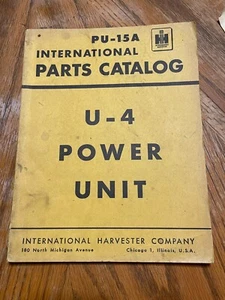 PU-15A
INTERNATIONAL
PARTS CATALOG
U-4
POWER
UNIT
INTERNATIONAL HARVESTER COMPANY
180 North Michigan Avenue Chicago 1, Illinois, U.S.A.